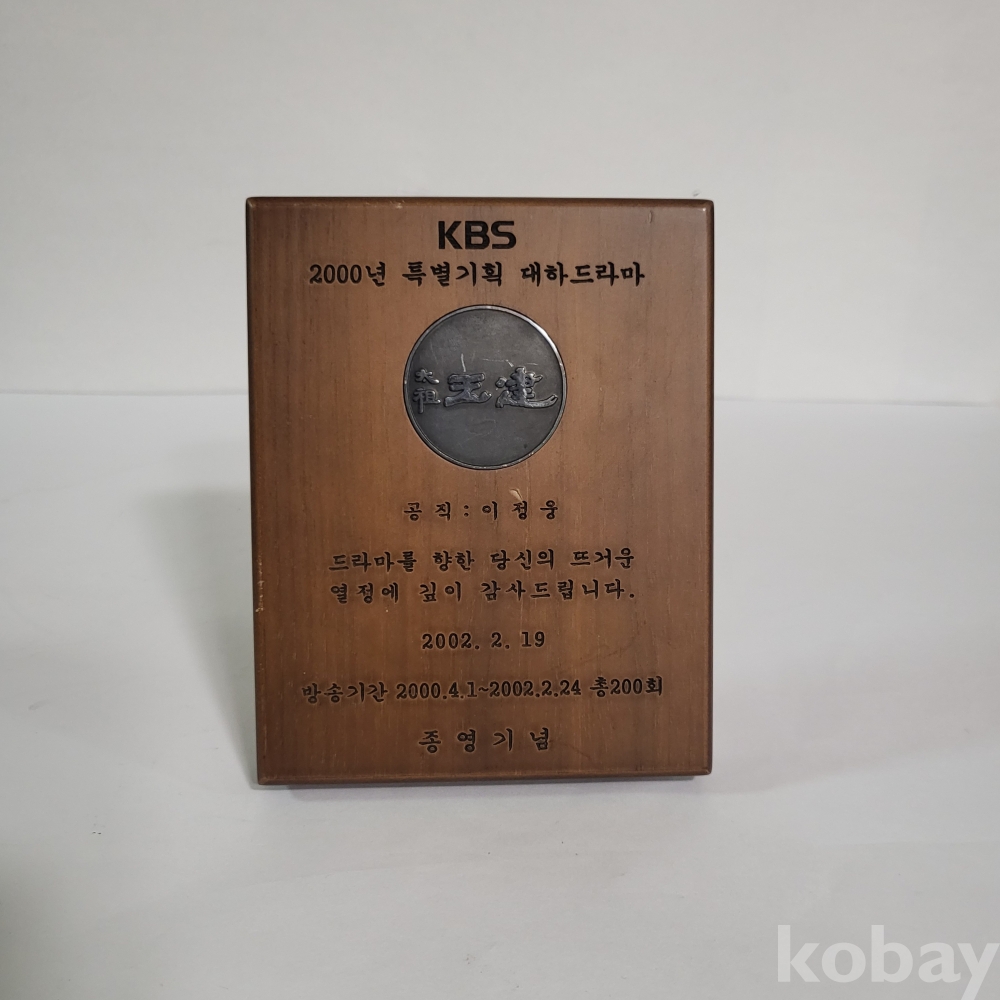 KBS
2000년 특별기획 대하드라마
太祖 王建
공직:이정웅
드라마를 향한 당신의 뜨거운
열정에 깊이 감사드립니다.
2002. 2. 19
방송기간 2000.4.1~2002.2.24 총200회
종영기념
kobay